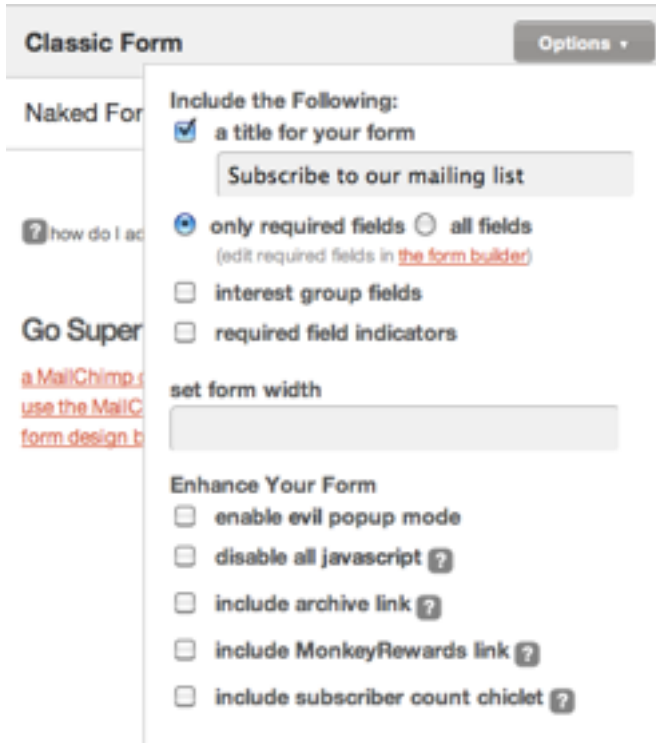 Classic Form
Options
Naked For
Include the Following:
a title for your form
Subscribe to our mailing list
only required fields all fields
? how do I ac
(edit required fields in the form builder)
interest group fields
Go Super
required field indicators
a MailChimp
set form width
use the MailC
form design b
Enhance Your Form
enable evil popup mode
disable all javascript ?
include archive link ?
include MonkeyRewards link ?
include subscriber count chiclet ?